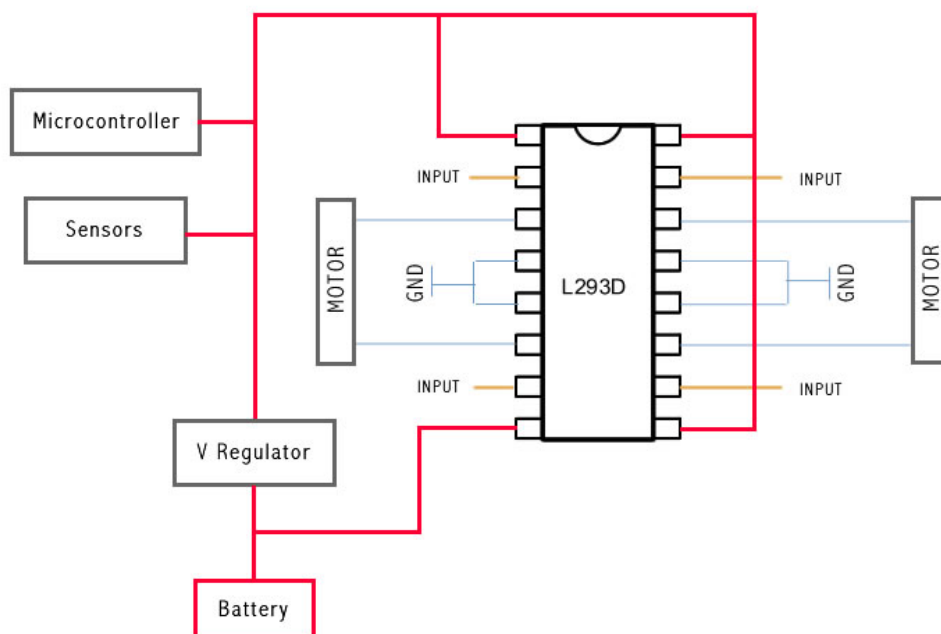 Microcontroller
INPUT
INPUT
Sensors
MOTOR
GND
L293D
GND
MOTOR
INPUT
INPUT
V Regulator
Battery